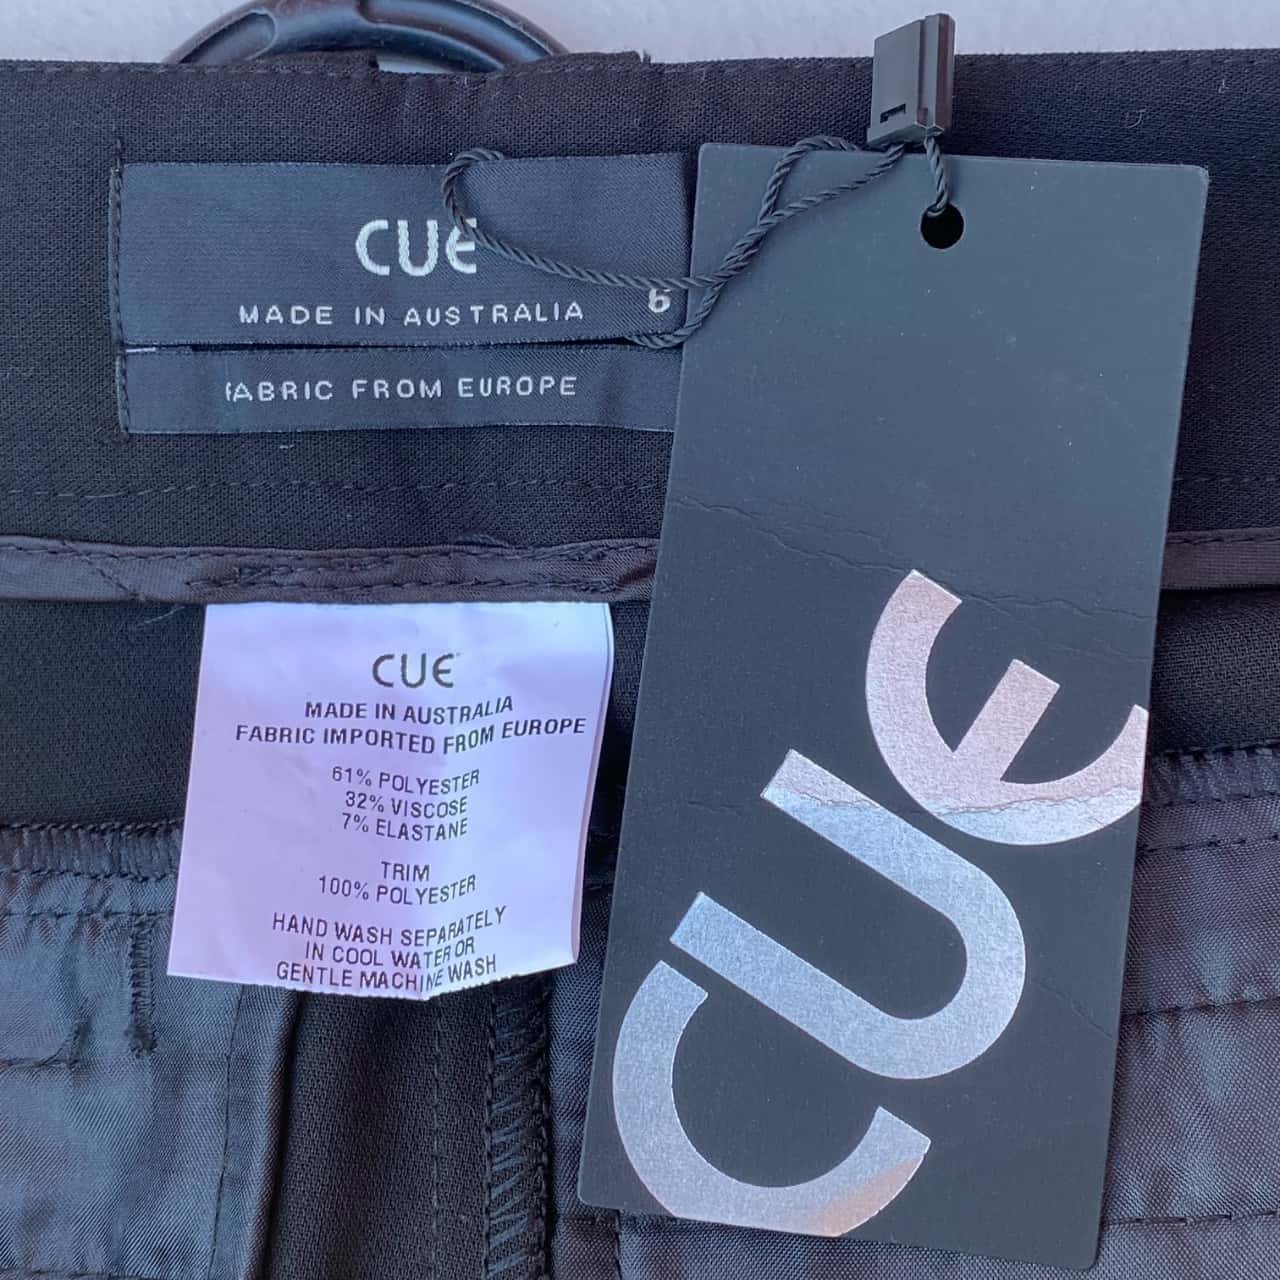 CUE
MADE IN AUSTRALIA
6
FABRIC FROM EUROPE
CUE
MADE IN AUSTRALIA
FABRIC IMPORTED FROM EUROPE
61% POLYESTER
32% VISCOSE
7% ELASTANE
TRIM
100% POLYESTER
HAND WASH SEPARATELY
IN COOL WATER OR
GENTLE MACHINE WASH
CUE